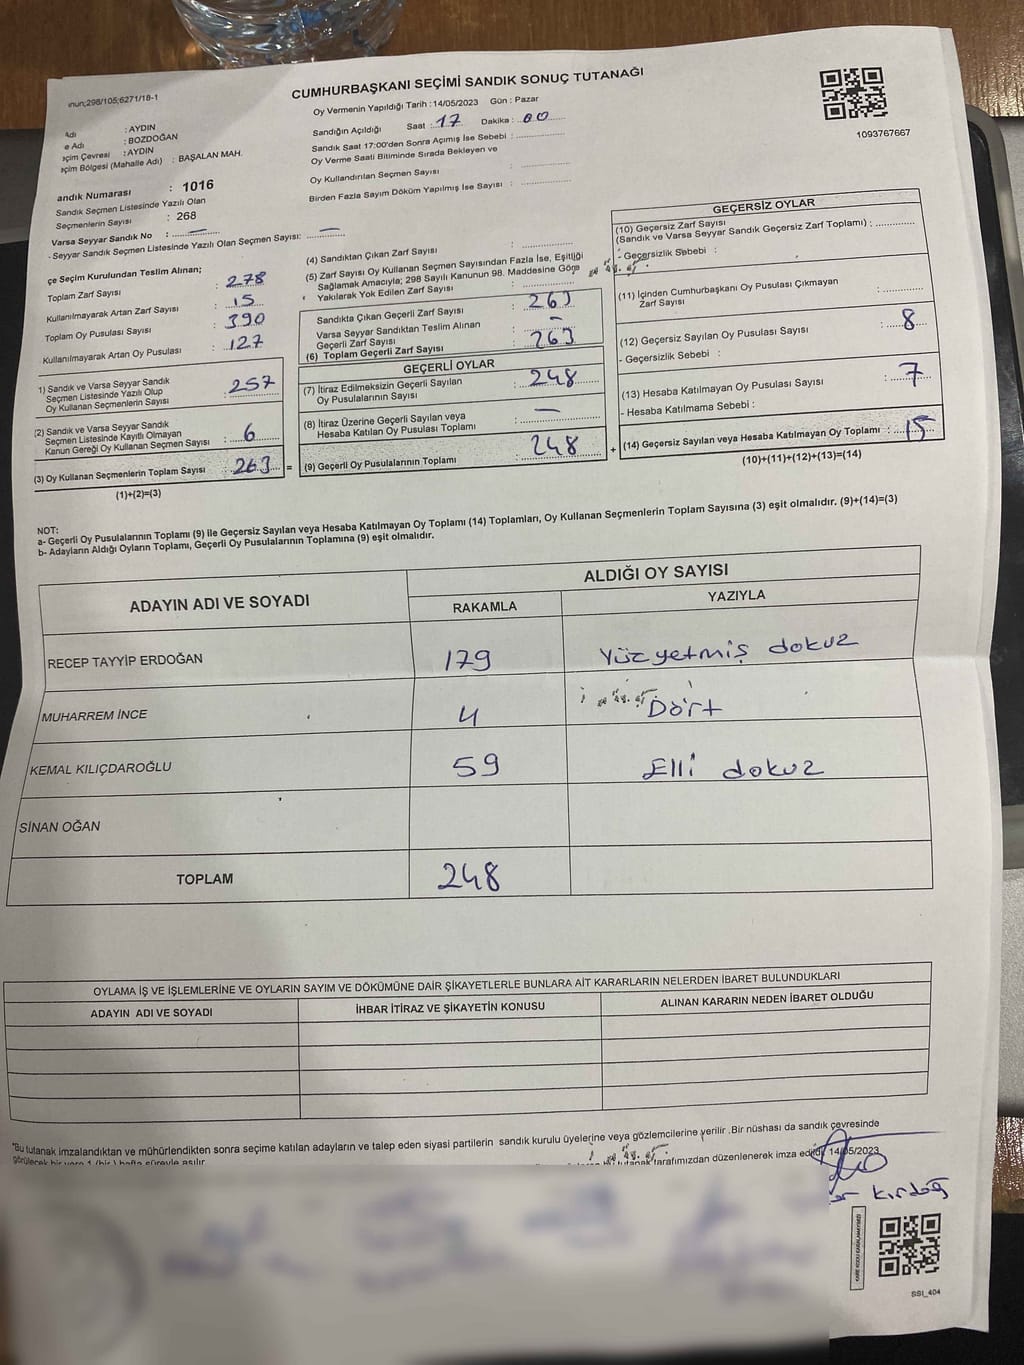 CUMHURBAŞKANI SEÇİMİ SANDIK SONUÇ TUTANAĞI
298/105;6271/18-1
Oy Vermenin Yapıldığı Tarih : 14/05/2023 Gün : Pazar
Sandığın Açıldığı Saat : 17 Dakika : 00
Sandık Saat 17:00'den Sonra Açımış İse Sebebi :
Oy Verme Saati Bitiminde Sırada Bekleyen ve
Oy Kullandırılan Seçmen Sayısı :
Birden Fazla Sayım Döküm Yapılmış İse Sayısı :
1093767667
: AYDIN
Adı : BOZDOĞAN
Çevresi : AYDIN
Bölgesi (Mahalle Adı) : BAŞALAN MAH.
Numarası : 1016
Sandık Seçmen Listesinde Yazılı Olan
Seçmenlerin Sayısı : 268
Varsa Seyyar Sandık No : —
- Seyyar Sandık Seçmen Listesinde Yazılı Olan Seçmen Sayısı: —
Seçim Kurulundan Teslim Alınan;
Toplam Zarf Sayısı : 278
Kullanılmayarak Artan Zarf Sayısı : 15
Toplam Oy Pusulası Sayısı : 390
Kullanılmayarak Artan Oy Pusulası : 127
1) Sandık ve Varsa Seyyar Sandık
Seçmen Listesinde Yazılı Olup
Oy Kullanan Seçmenlerin Sayısı : 257
(2) Sandık ve Varsa Seyyar Sandık
Seçmen Listesinde Kayıtlı Olmayan
Kanun Gereği Oy Kullanan Seçmen Sayısı : 6
(3) Oy Kullanan Seçmenlerin Toplam Sayısı : 263 =
(1)+(2)=(3)
(4) Sandıktan Çıkan Zarf Sayısı :
(5) Zarf Sayısı Oy Kullanan Seçmen Sayısından Fazla İse, Eşitliği
Sağlamak Amacıyla; 298 Sayılı Kanunun 98. Maddesine Göre
Yakılarak Yok Edilen Zarf Sayısı :
Sandıkta Çıkan Geçerli Zarf Sayısı : 263
Varsa Seyyar Sandıktan Teslim Alınan
Geçerli Zarf Sayısı : —
(6) Toplam Geçerli Zarf Sayısı : 263
GEÇERLİ OYLAR
(7) İtiraz Edilmeksizin Geçerli Sayılan
Oy Pusulalarının Sayısı : 248
(8) İtiraz Üzerine Geçerli Sayılan veya
Hesaba Katılan Oy Pusulası Toplamı : —
(9) Geçerli Oy Pusulalarının Toplamı : 248 +
GEÇERSİZ OYLAR
(10) Geçersiz Zarf Sayısı
(Sandık ve Varsa Seyyar Sandık Geçersiz Zarf Toplamı) :
- Geçersizlik Sebebi :
(11) İçinden Cumhurbaşkanı Oy Pusulası Çıkmayan
Zarf Sayısı :
(12) Geçersiz Sayılan Oy Pusulası Sayısı : 8
- Geçersizlik Sebebi :
(13) Hesaba Katılmayan Oy Pusulası Sayısı : 7
- Hesaba Katılmama Sebebi :
(14) Geçersiz Sayılan veya Hesaba Katılmayan Oy Toplamı : 15
(10)+(11)+(12)+(13)=(14)
NOT:
a- Geçerli Oy Pusulalarının Toplamı (9) ile Geçersiz Sayılan veya Hesaba Katılmayan Oy Toplamı (14) Toplamları, Oy Kullanan Seçmenlerin Toplam Sayısına (3) eşit olmalıdır. (9)+(14)=(3)
b- Adayların Aldığı Oyların Toplamı, Geçerli Oy Pusulalarının Toplamına (9) eşit olmalıdır.
ADAYIN ADI VE SOYADI
ALDIĞI OY SAYISI
RAKAMLA YAZIYLA
RECEP TAYYİP ERDOĞAN 179 Yüzyetmiş dokuz
MUHARREM İNCE 4 Dört
KEMAL KILIÇDAROĞLU 59 Elli dokuz
SİNAN OĞAN
TOPLAM 248
OYLAMA İŞ VE İŞLEMLERİNE VE OYLARIN SAYIM VE DÖKÜMÜNE DAİR ŞİKAYETLERLE BUNLARA AİT KARARLARIN NELERDEN İBARET BULUNDUKLARI
ADAYIN ADI VE SOYADI İHBAR İTİRAZ VE ŞİKAYETİN KONUSU ALINAN KARARIN NEDEN İBARET OLDUĞU
"Bu tutanak imzalandıktan ve mühürlendikten sonra seçime katılan adayların ve talep eden siyasi partilerin sandık kurulu üyelerine veya gözlemcilerine verilir .Bir nüshası da sandık çevresinde
görülecek bir yere 1 (bir) hafta süreyle asılır.
tutanak tarafımızdan düzenlenerek imza edildi 14/05/2023
SSI_404